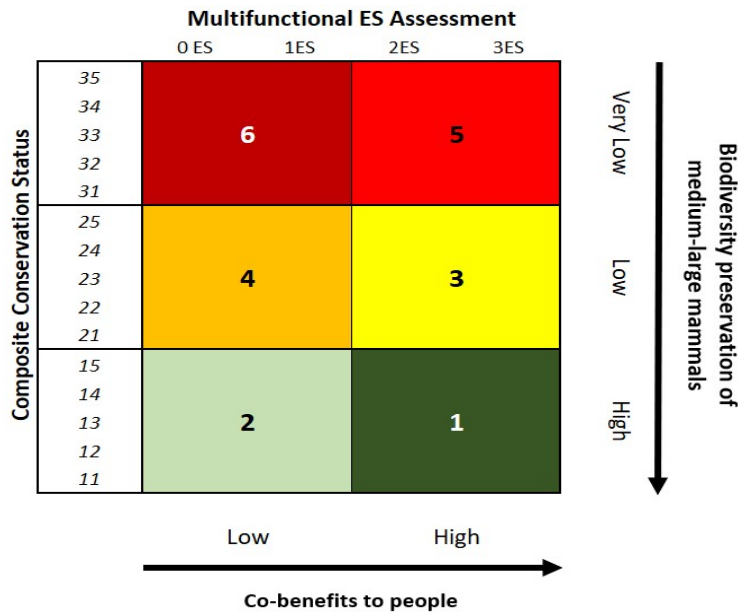 Multifunctional ES Assessment
0 ES 1ES 2ES 3ES
Composite Conservation Status
35
34
33
32
31
6
5
Very Low
25
24
23
22
21
4
3
Low
15
14
13
12
11
2
1
High
Biodiversity preservation of
medium-large mammals
Low High
Co-benefits to people